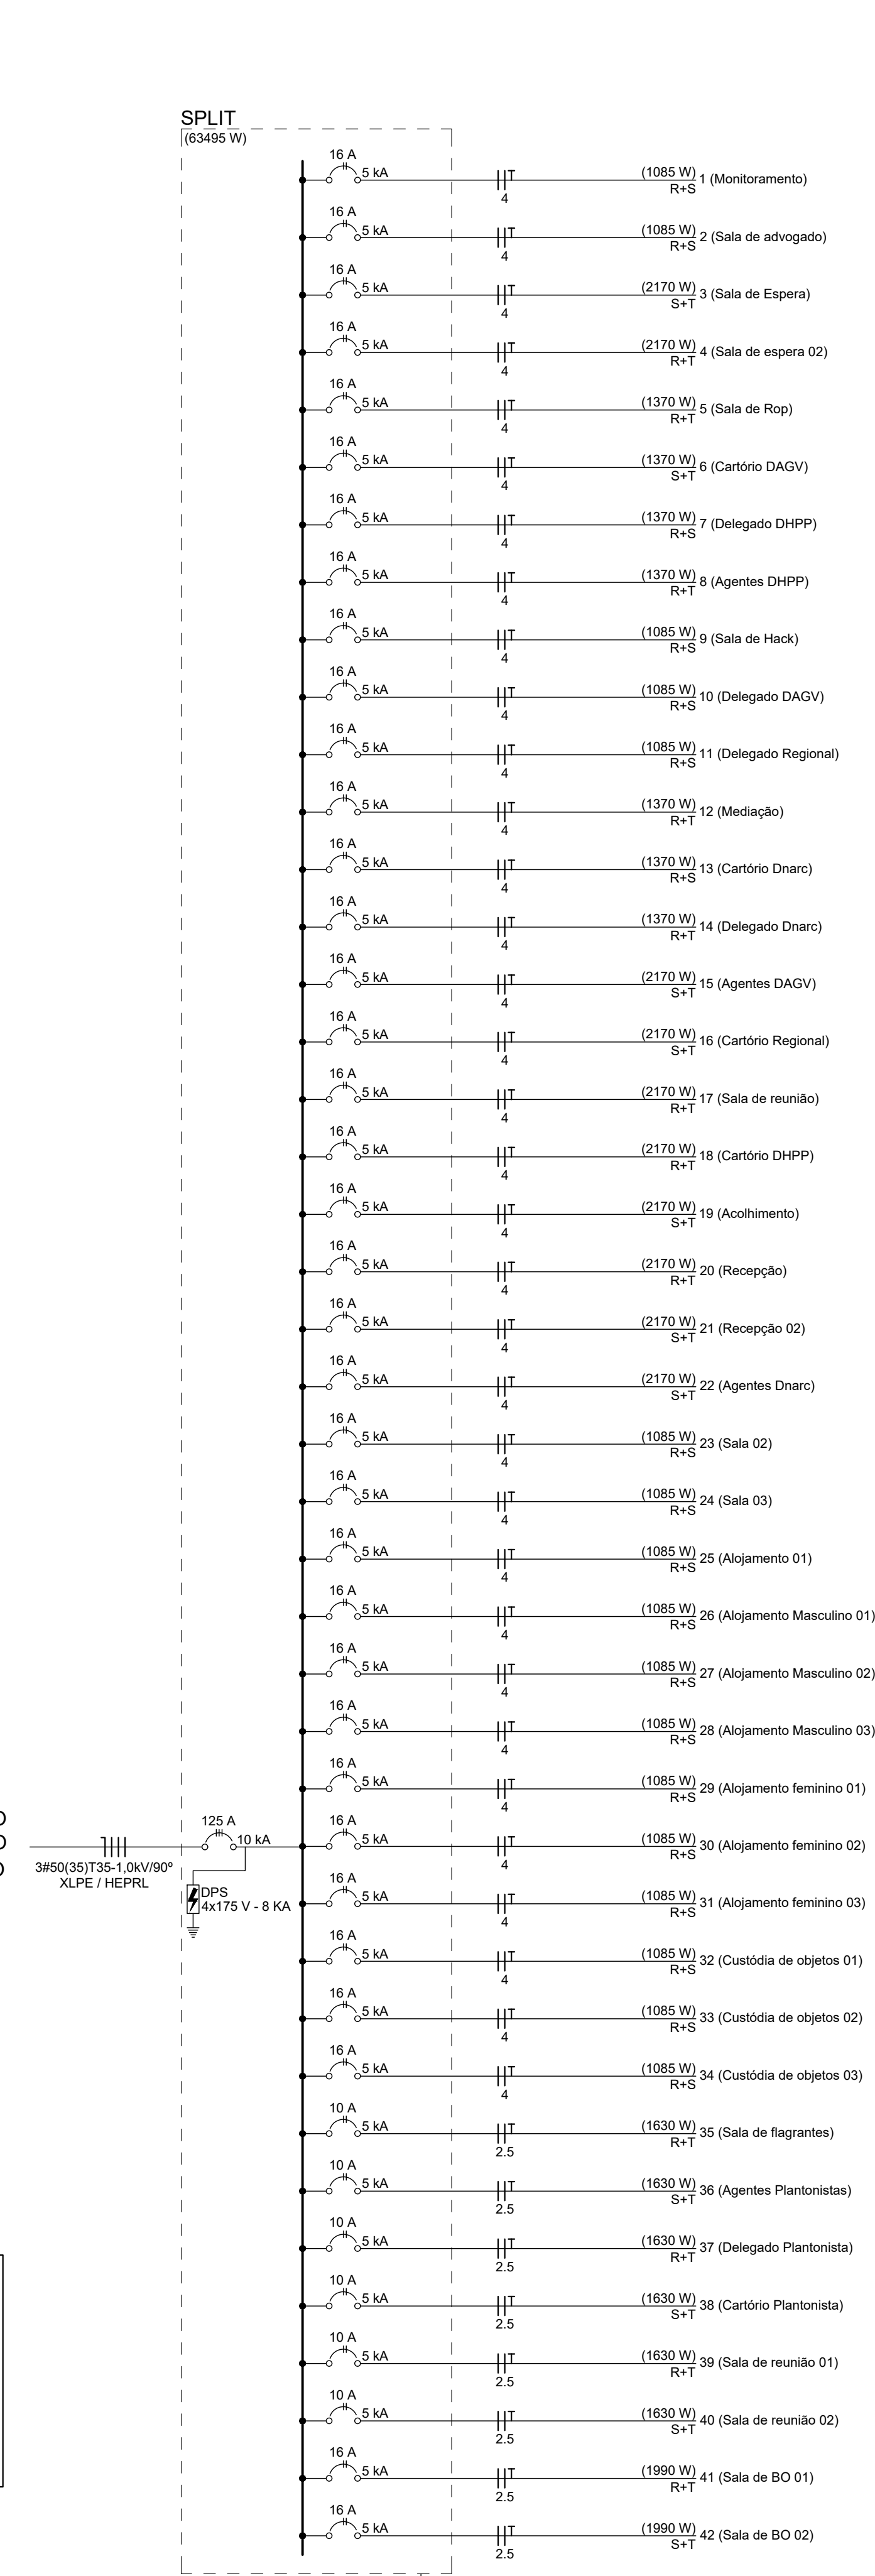 SPLIT
(63495 W)
16 A
5 kA
T
4
(1085 W)
R+S
1 (Monitoramento)
16 A
5 kA
T
4
(1085 W)
R+S
2 (Sala de advogado)
16 A
5 kA
T
4
(2170 W)
S+T
3 (Sala de Espera)
16 A
5 kA
T
4
(2170 W)
R+T
4 (Sala de espera 02)
16 A
5 kA
T
4
(1370 W)
R+T
5 (Sala de Rop)
16 A
5 kA
T
4
(1370 W)
S+T
6 (Cartório DAGV)
16 A
5 kA
T
4
(1370 W)
R+S
7 (Delegado DHPP)
16 A
5 kA
T
4
(1370 W)
R+T
8 (Agentes DHPP)
16 A
5 kA
T
4
(1085 W)
R+S
9 (Sala de Hack)
16 A
5 kA
T
4
(1085 W)
R+S
10 (Delegado DAGV)
16 A
5 kA
T
4
(1085 W)
R+S
11 (Delegado Regional)
16 A
5 kA
T
4
(1370 W)
R+T
12 (Mediação)
16 A
5 kA
T
4
(1370 W)
R+S
13 (Cartório Dnarc)
16 A
5 kA
T
4
(1370 W)
R+T
14 (Delegado Dnarc)
16 A
5 kA
T
4
(2170 W)
S+T
15 (Agentes DAGV)
16 A
5 kA
T
4
(2170 W)
S+T
16 (Cartório Regional)
16 A
5 kA
T
4
(2170 W)
R+T
17 (Sala de reunião)
16 A
5 kA
T
4
(2170 W)
R+T
18 (Cartório DHPP)
16 A
5 kA
T
4
(2170 W)
S+T
19 (Acolhimento)
16 A
5 kA
T
4
(2170 W)
R+T
20 (Recepção)
16 A
5 kA
T
4
(2170 W)
S+T
21 (Recepção 02)
16 A
5 kA
T
4
(2170 W)
S+T
22 (Agentes Dnarc)
16 A
5 kA
T
4
(1085 W)
R+S
23 (Sala 02)
16 A
5 kA
T
4
(1085 W)
R+S
24 (Sala 03)
16 A
5 kA
T
4
(1085 W)
R+S
25 (Alojamento 01)
16 A
5 kA
T
4
(1085 W)
R+S
26 (Alojamento Masculino 01)
16 A
5 kA
T
4
(1085 W)
R+S
27 (Alojamento Masculino 02)
16 A
5 kA
T
4
(1085 W)
R+S
28 (Alojamento Masculino 03)
16 A
5 kA
T
4
(1085 W)
R+S
29 (Alojamento feminino 01)
125 A
10 kA
3#50(35)T35-1,0kV/90º
XLPE / HEPRL
DPS
4x175 V - 8 KA
16 A
5 kA
T
4
(1085 W)
R+S
30 (Alojamento feminino 02)
16 A
5 kA
T
4
(1085 W)
R+S
31 (Alojamento feminino 03)
16 A
5 kA
T
4
(1085 W)
R+S
32 (Custódia de objetos 01)
16 A
5 kA
T
4
(1085 W)
R+S
33 (Custódia de objetos 02)
16 A
5 kA
T
4
(1085 W)
R+S
34 (Custódia de objetos 03)
10 A
5 kA
T
2.5
(1630 W)
R+T
35 (Sala de flagrantes)
10 A
5 kA
T
2.5
(1630 W)
S+T
36 (Agentes Plantonistas)
10 A
5 kA
T
2.5
(1630 W)
R+T
37 (Delegado Plantonista)
10 A
5 kA
T
2.5
(1630 W)
S+T
38 (Cartório Plantonista)
10 A
5 kA
T
2.5
(1630 W)
R+T
39 (Sala de reunião 01)
10 A
5 kA
T
2.5
(1630 W)
S+T
40 (Sala de reunião 02)
16 A
5 kA
T
2.5
(1990 W)
R+T
41 (Sala de BO 01)
16 A
5 kA
T
2.5
(1990 W)
S+T
42 (Sala de BO 02)